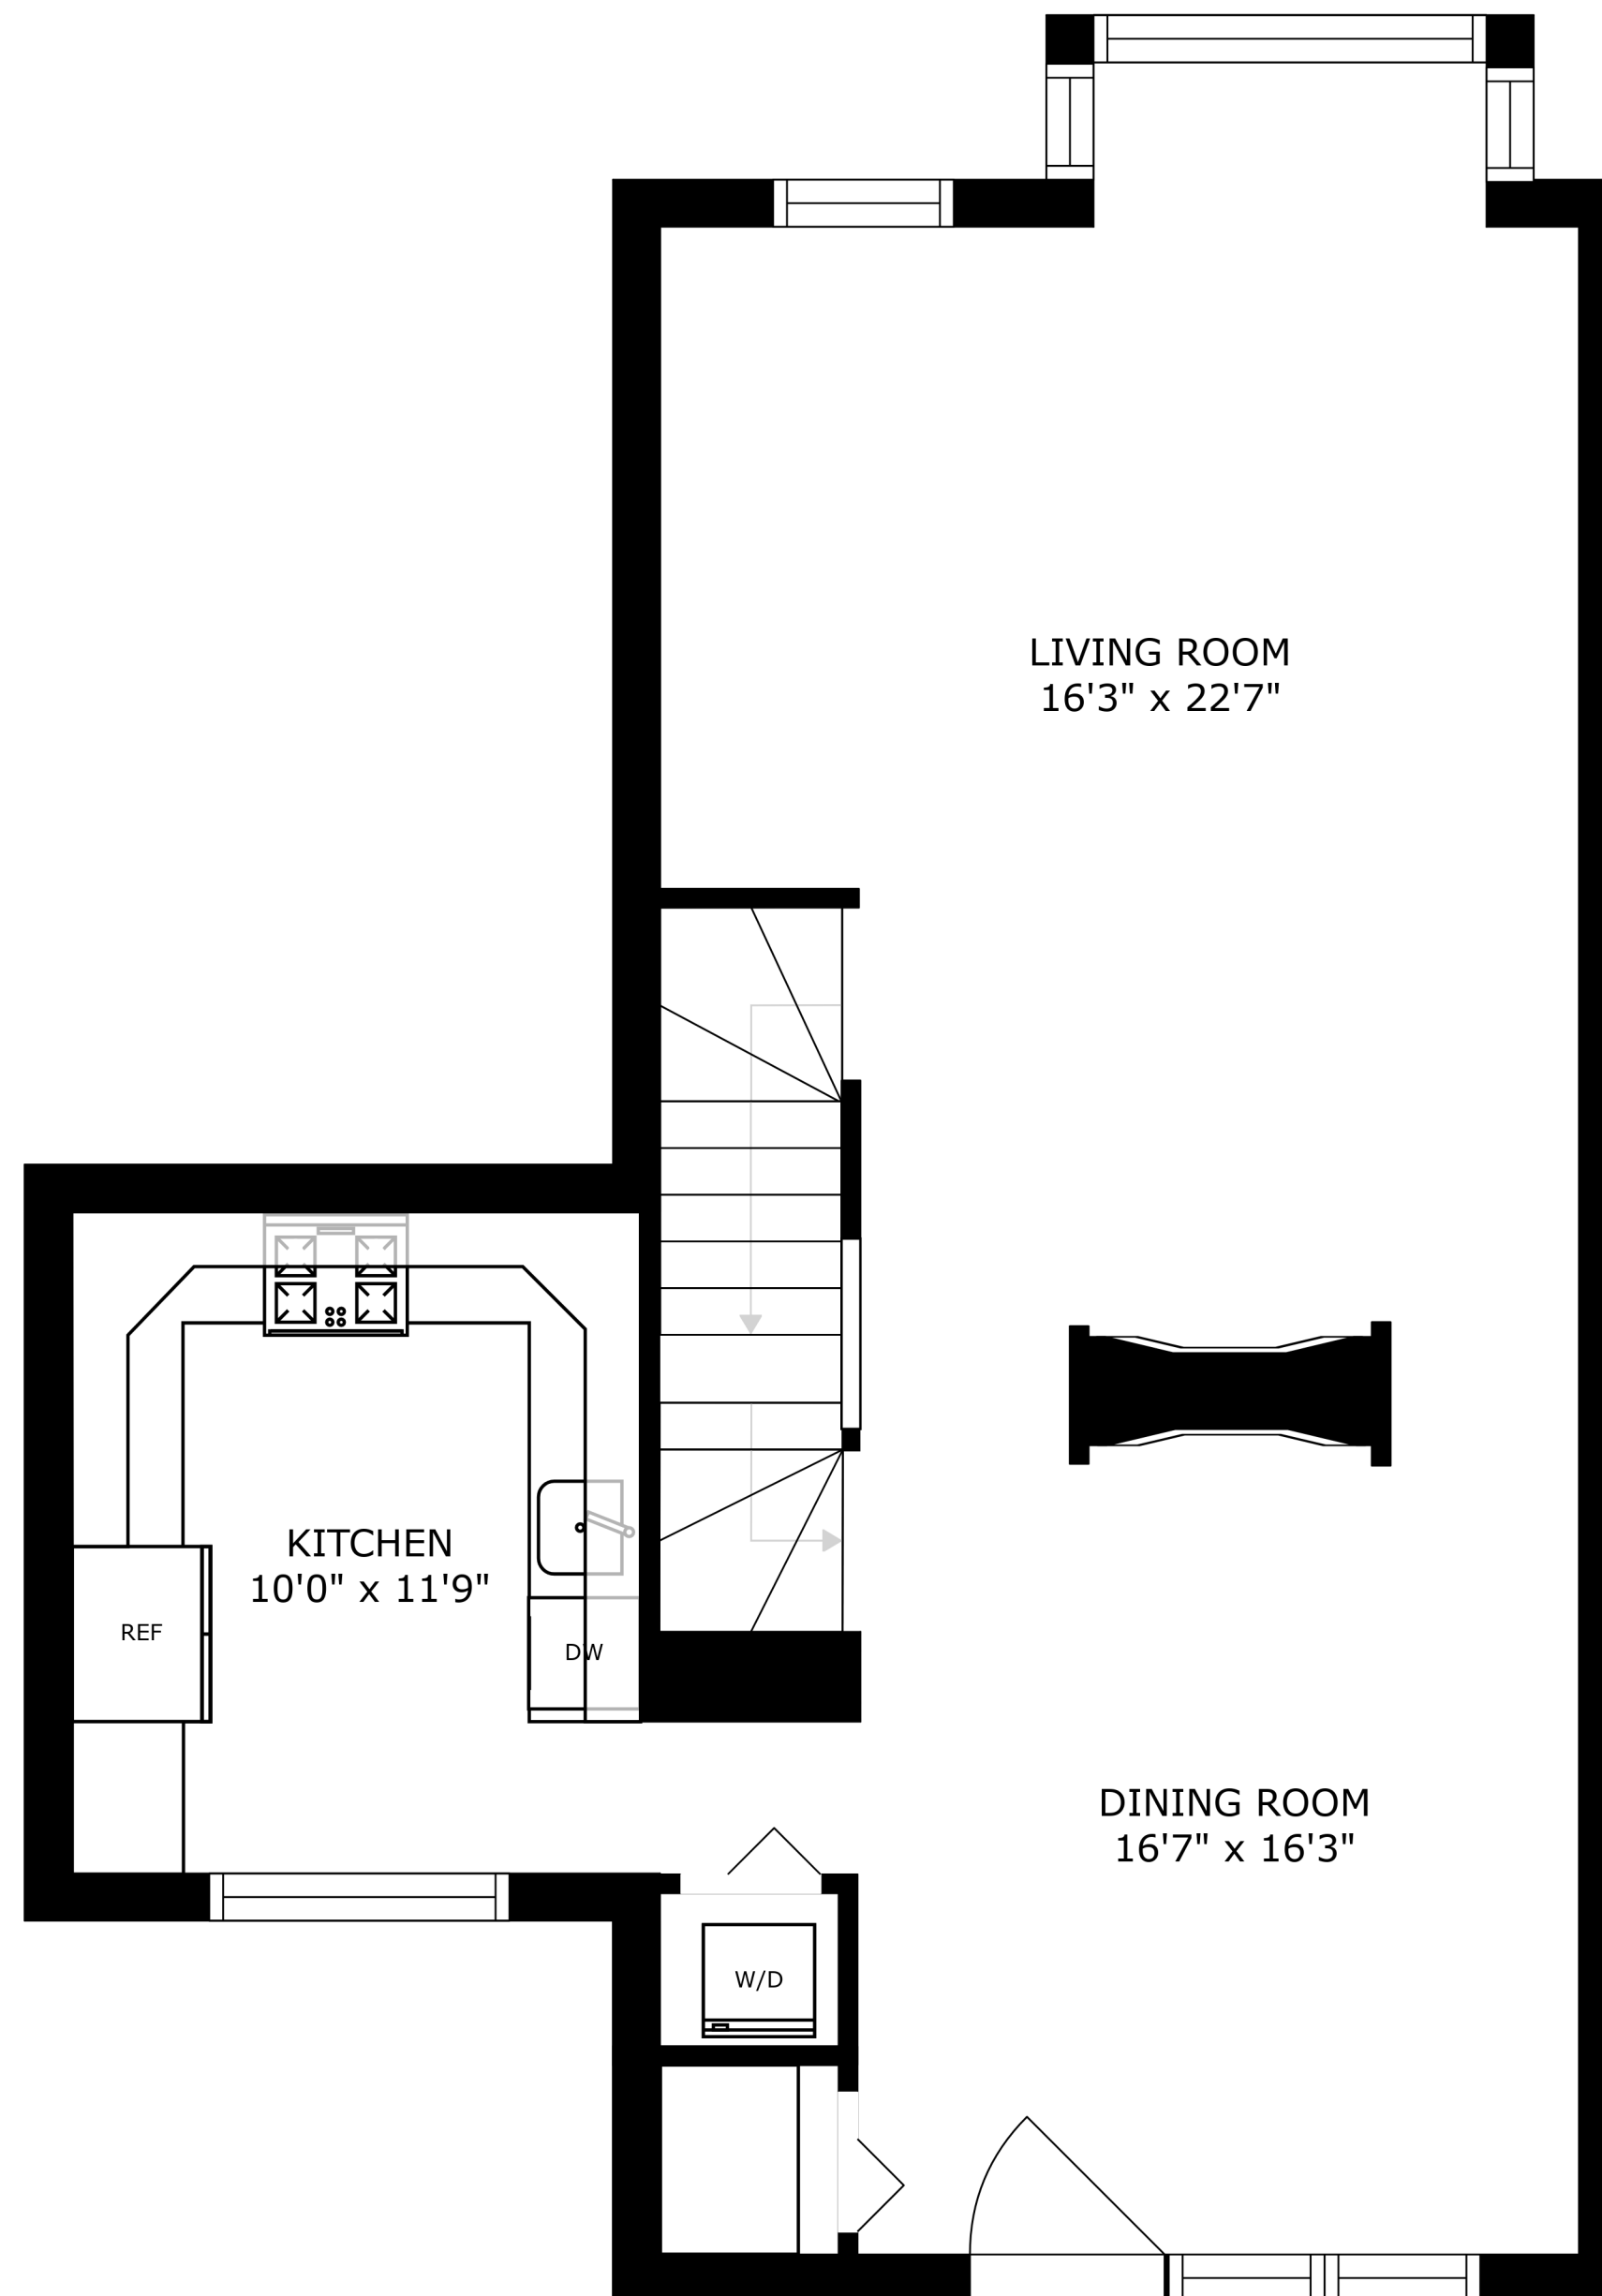 LIVING ROOM
16'3" x 22'7"
KITCHEN
10'0" x 11'9"
REF
DW
DINING ROOM
16'7" x 16'3"
W/D